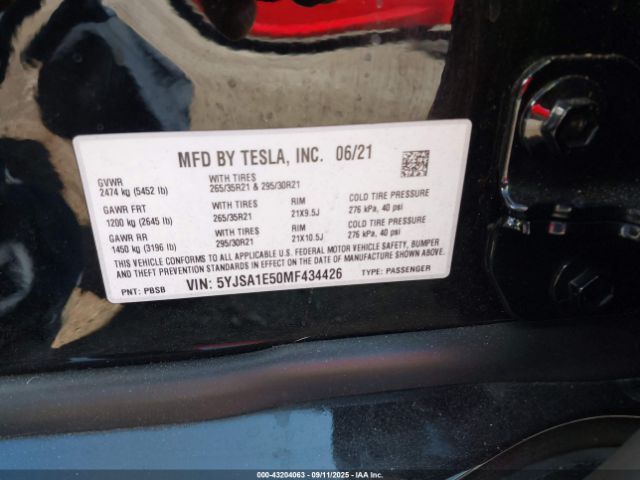 MFD BY TESLA, INC. 06/21
GVWR
2474 kg (5452 lb)
WITH TIRES
265/35R21 & 295/30R21
GAWR FRT
1200 kg (2645 lb)
WITH TIRES
265/35R21
RIM
21X9.5J
COLD TIRE PRESSURE
276 kPa, 40 psi
GAWR RR
1450 kg (3196 lb)
WITH TIRES
295/30R21
RIM
21X10.5J
COLD TIRE PRESSURE
276 kPa, 40 psi
THIS VEHICLE CONFORMS TO ALL APPLICABLE U.S. FEDERAL MOTOR VEHICLE SAFETY, BUMPER
AND THEFT PREVENTION STANDARDS IN EFFECT ON THE DATE OF MANUFACTURE SHOWN ABOVE.
PNT: PBSB VIN: 5YJSA1E50MF434426 TYPE: PASSENGER
000-43204063 - 09/11/2025 - IAA Inc.